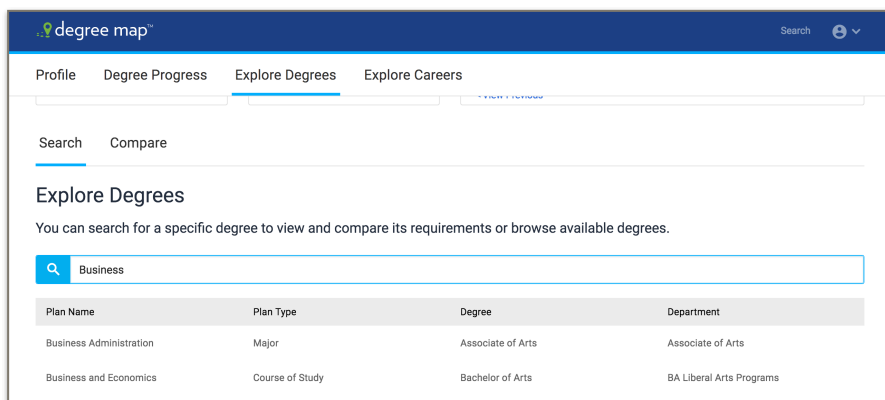 degree map™
Search
Profile Degree Progress Explore Degrees Explore Careers
View Previous
Search Compare
Explore Degrees
You can search for a specific degree to view and compare its requirements or browse available degrees.
Business
Plan Name Plan Type Degree Department
Business Administration Major Associate of Arts Associate of Arts
Business and Economics Course of Study Bachelor of Arts BA Liberal Arts Programs